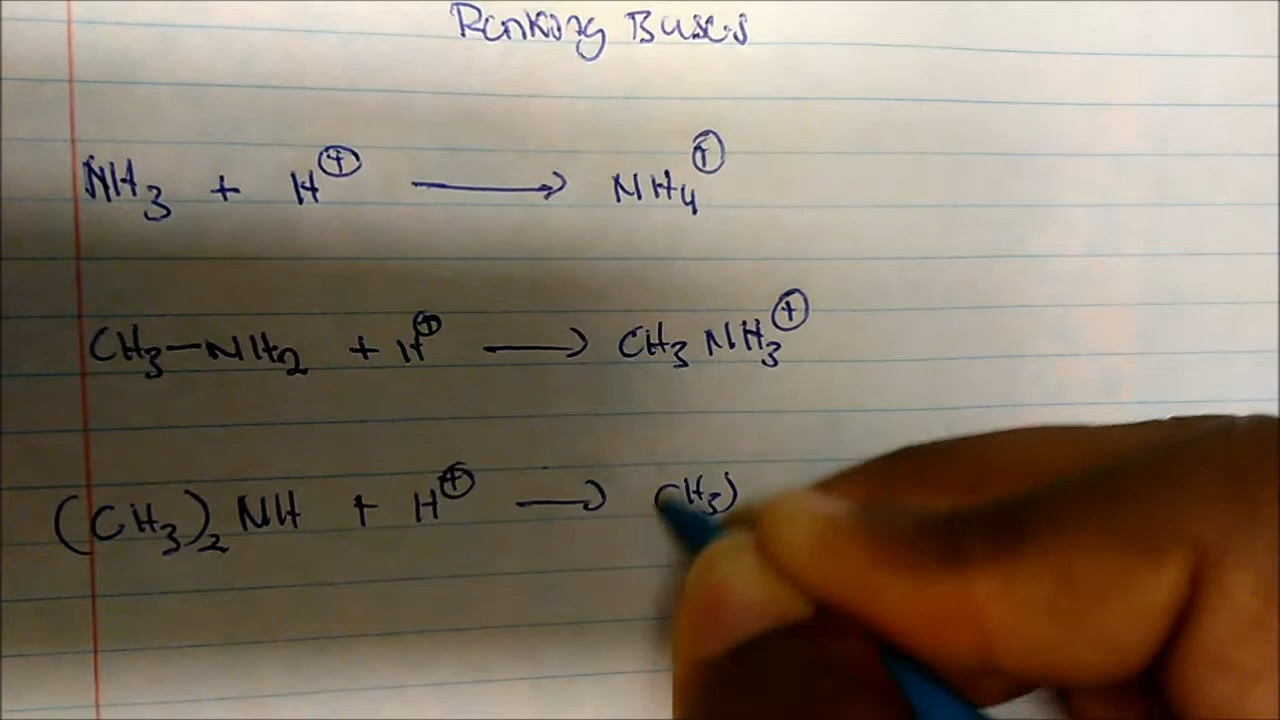 Ranking Bases
NH3 + H⊕ ⟶ NH4⊕
CH3—NH2 + H⊕ ⟶ CH3NH3⊕
(CH3)2NH + H⊕ ⟶ CH3)